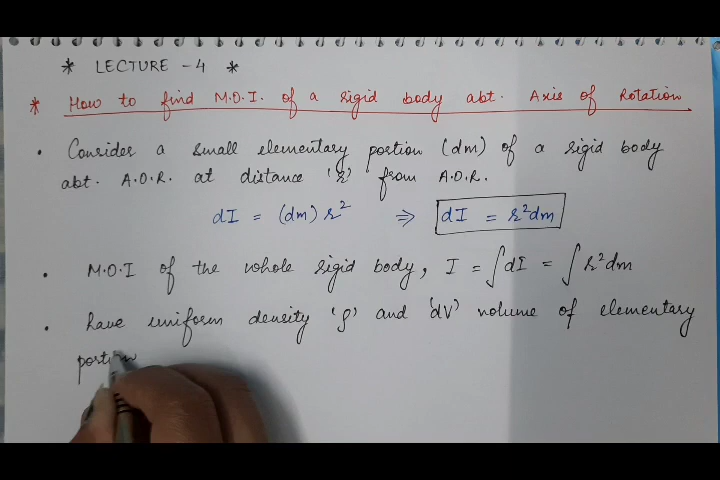 * LECTURE - 4 *
* How to find M.O.I. of a rigid body abt. Axis of Rotation
• Consider a small elementary portion (dm) of a rigid body
abt. A.O.R. at distance 'r' from A.O.R.
dI = (dm) r² ⇒ dI = r²dm
• M.O.I of the whole rigid body, I = ∫dI = ∫r²dm
• have uniform density 'ρ' and 'dV' volume of elementary
portion